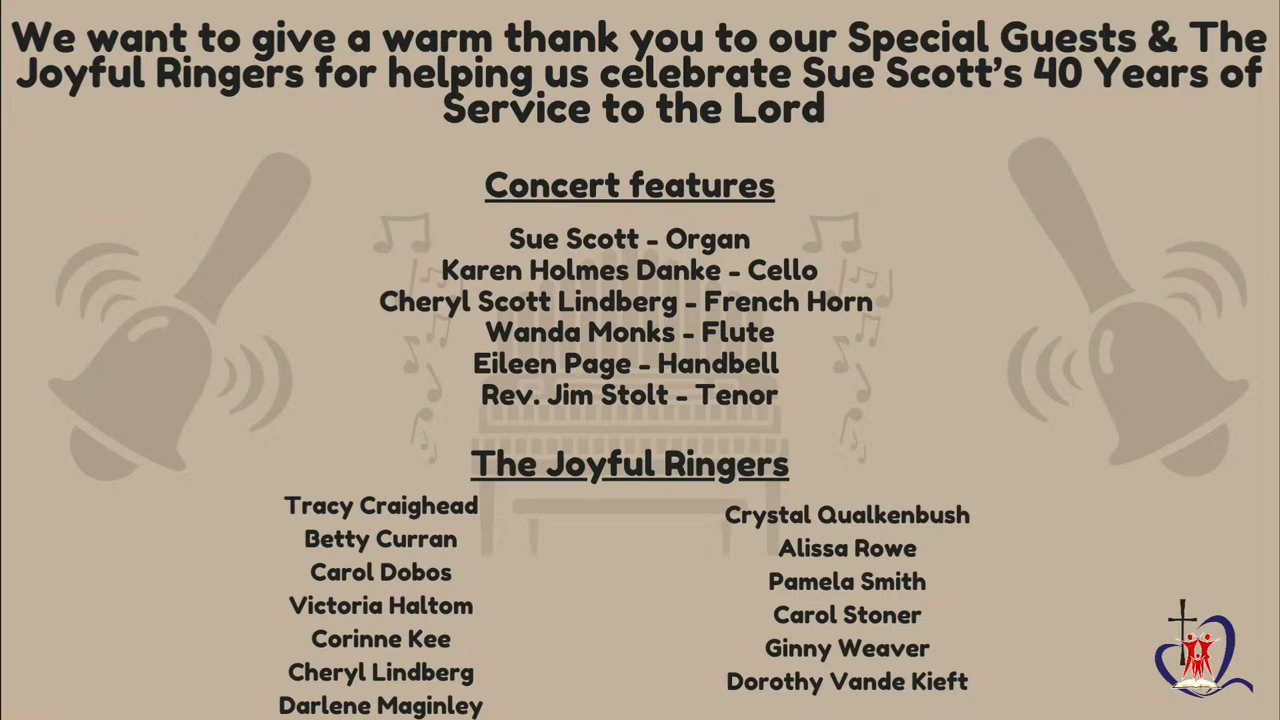 We want to give a warm thank you to our Special Guests & The
Joyful Ringers for helping us celebrate Sue Scott’s 40 Years of
Service to the Lord
Concert features
Sue Scott - Organ
Karen Holmes Danke - Cello
Cheryl Scott Lindberg - French Horn
Wanda Monks - Flute
Eileen Page - Handbell
Rev. Jim Stolt - Tenor
The Joyful Ringers
Tracy Craighead
Betty Curran
Carol Dobos
Victoria Haltom
Corinne Kee
Cheryl Lindberg
Darlene Maginley
Crystal Qualkenbush
Alissa Rowe
Pamela Smith
Carol Stoner
Ginny Weaver
Dorothy Vande Kieft